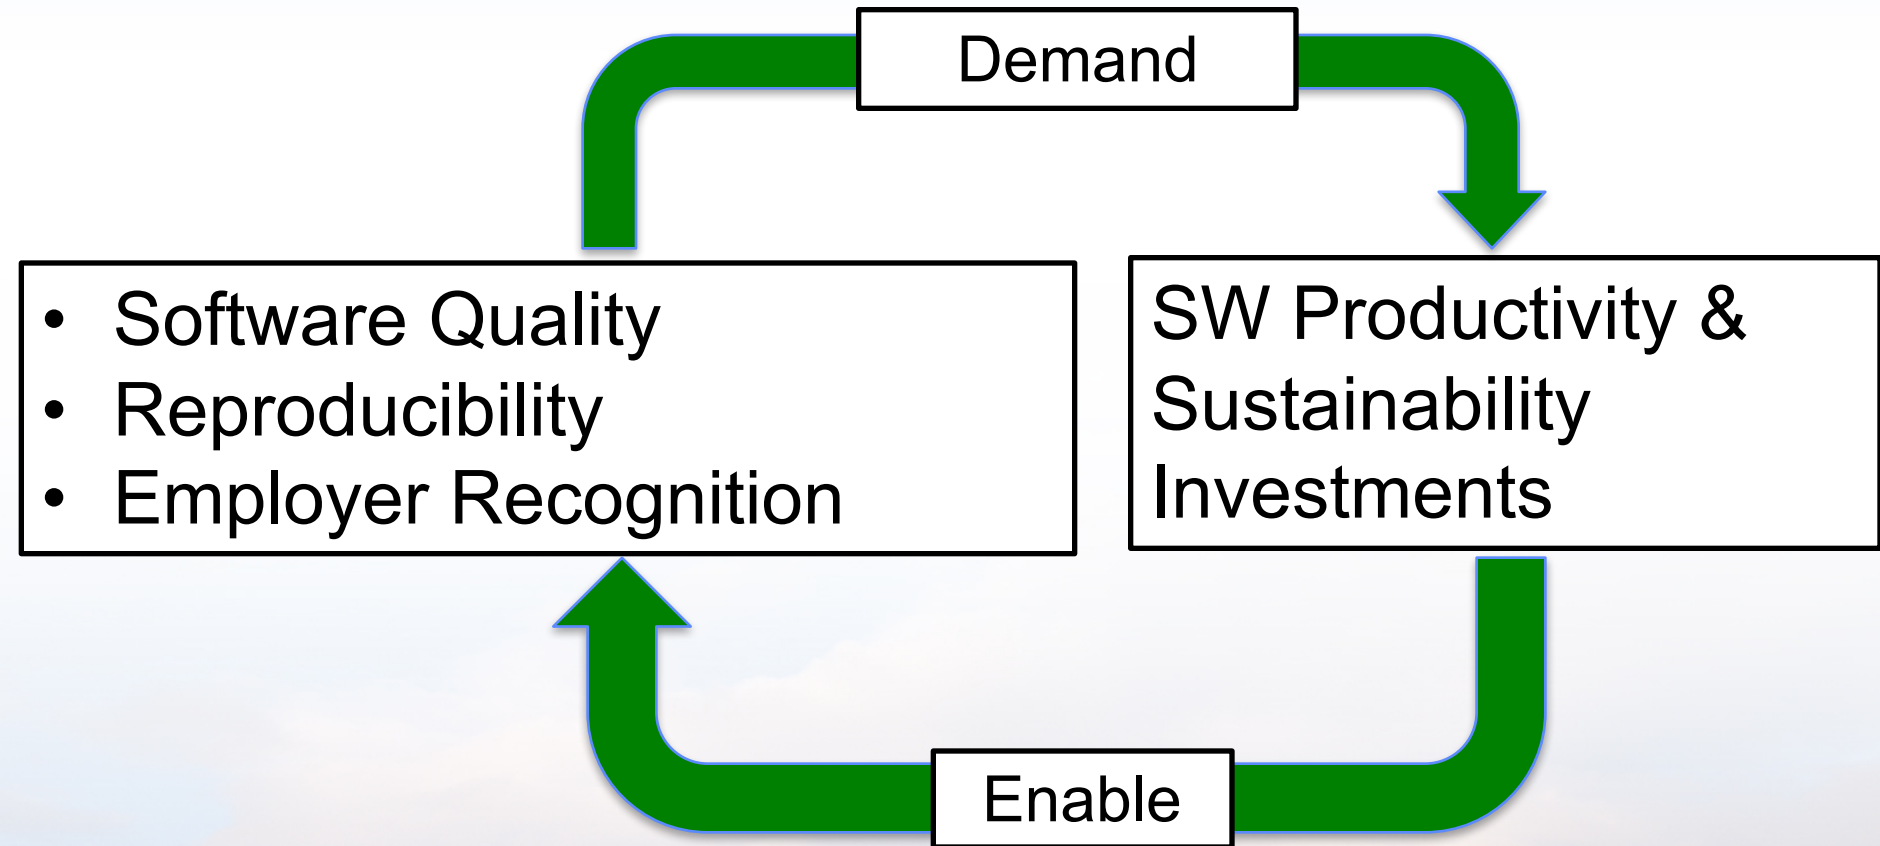 Demand
• Software Quality
• Reproducibility
• Employer Recognition
SW Productivity &
Sustainability
Investments
Enable